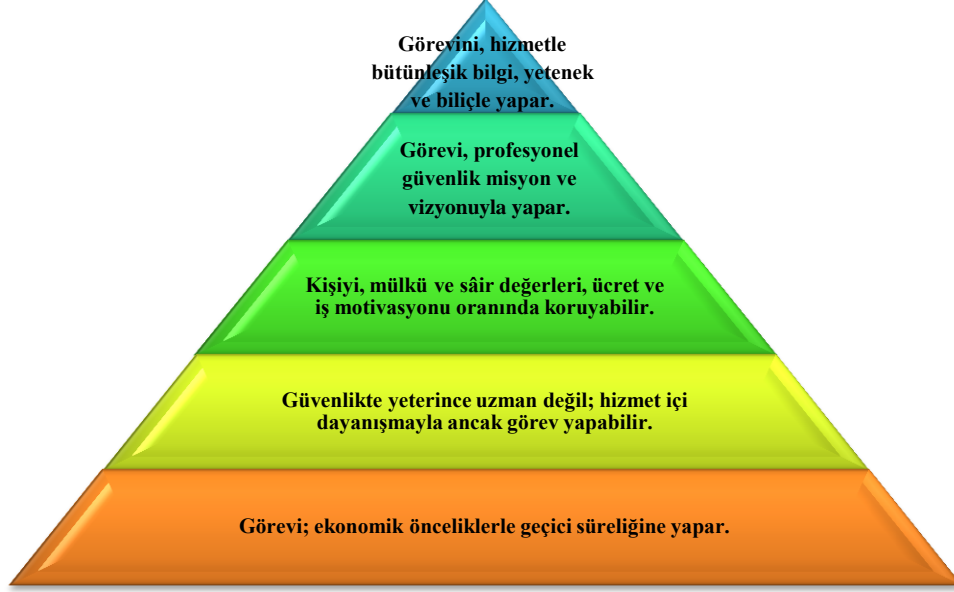 Görevini, hizmetle
bütünleşik bilgi, yetenek
ve biliçle yapar.
Görevi, profesyonel
güvenlik misyon ve
vizyonuyla yapar.
Kişiyi, mülkü ve sâir değerleri, ücret ve
iş motivasyonu oranında koruyabilir.
Güvenlikte yeterince uzman değil; hizmet içi
dayanışmayla ancak görev yapabilir.
Görevi; ekonomik önceliklerle geçici süreliğine yapar.